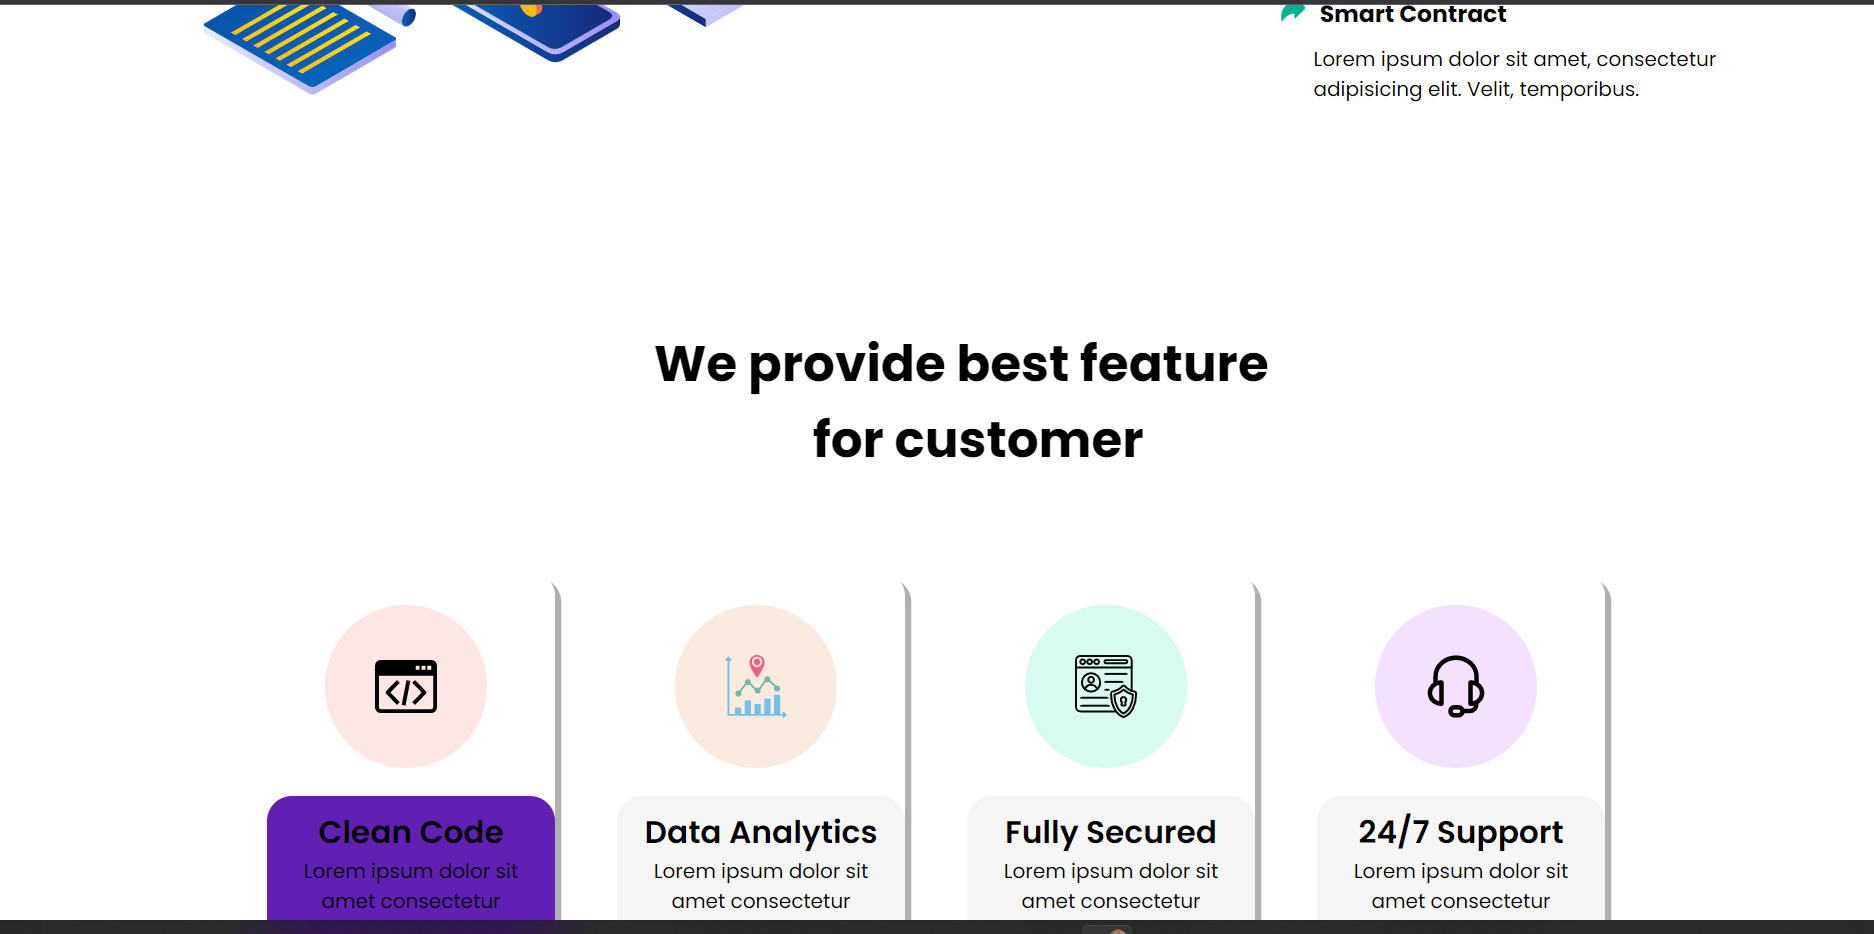 Smart Contract
Lorem ipsum dolor sit amet, consectetur
adipisicing elit. Velit, temporibus.
We provide best feature
for customer
Clean Code
Lorem ipsum dolor sit
amet consectetur
Data Analytics
Lorem ipsum dolor sit
amet consectetur
Fully Secured
Lorem ipsum dolor sit
amet consectetur
24/7 Support
Lorem ipsum dolor sit
amet consectetur